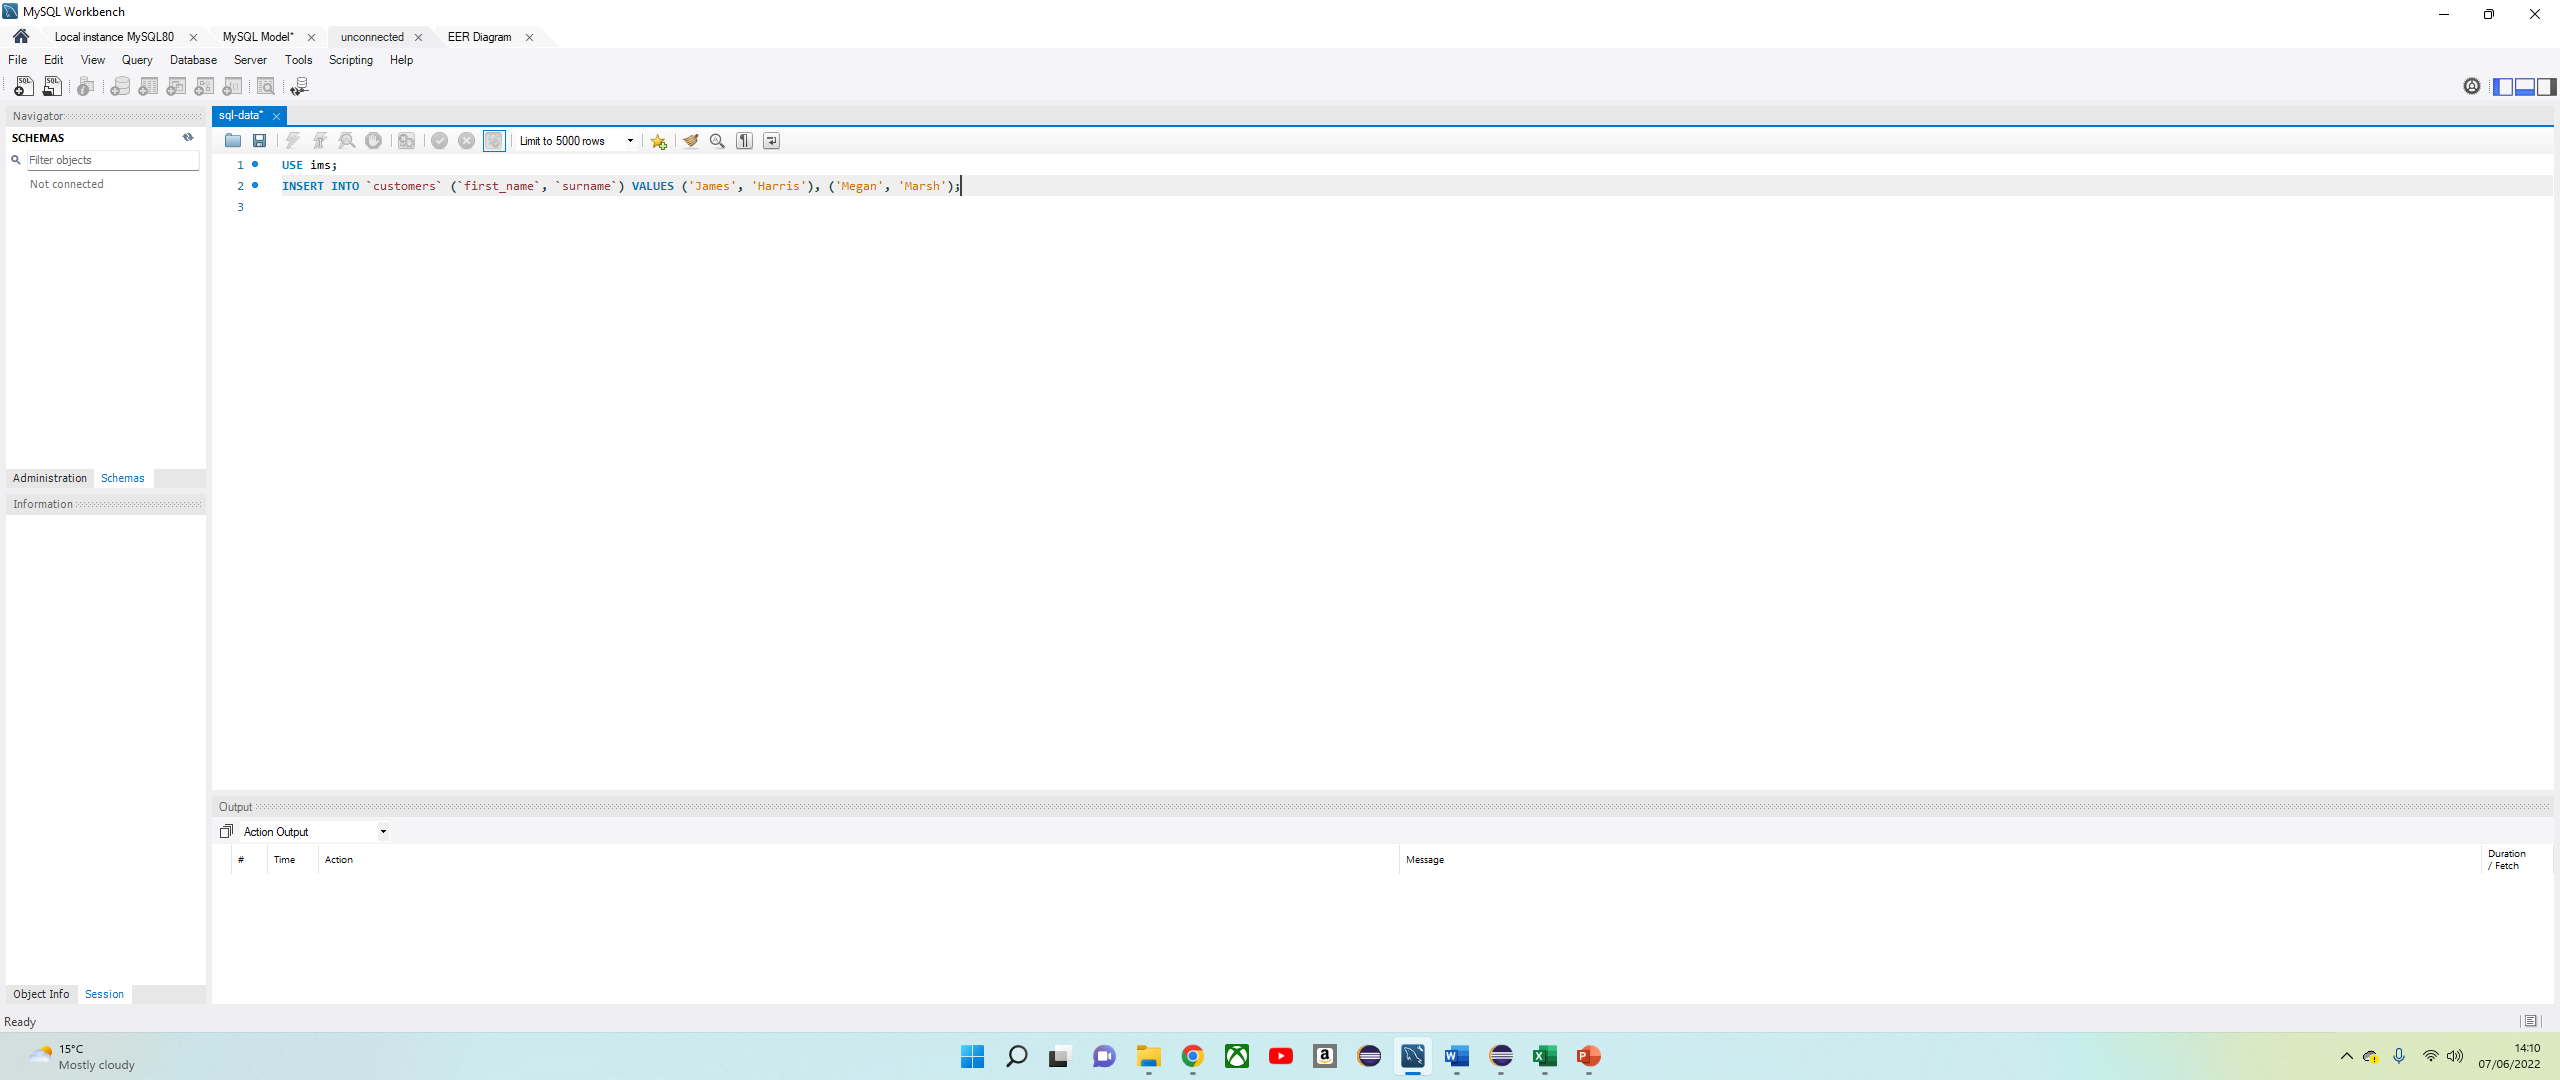 MySQL Workbench
Local instance MySQL80
MySQL Model*
unconnected
EER Diagram
File Edit View Query Database Server Tools Scripting Help
Navigator
SCHEMAS
Filter objects
Not connected
Administration Schemas
Information
Object Info Session
sql-data*
Limit to 5000 rows
1 USE ims;
2 INSERT INTO `customers` (`first_name`, `surname`) VALUES ('James', 'Harris'), ('Megan', 'Marsh');
3
Output
Action Output
# Time Action Message Duration / Fetch
Ready
15°C
Mostly cloudy
14:10
07/06/2022